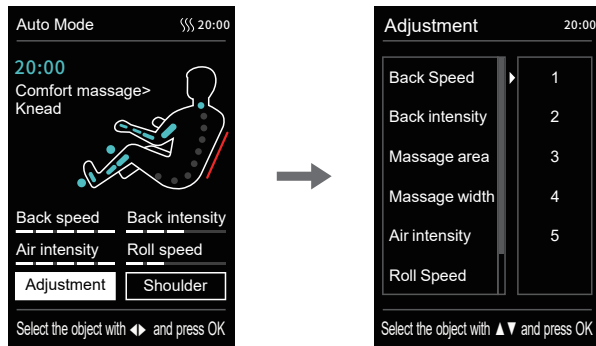 Auto Mode 20:00
20:00
Comfort massage>
Knead
Back speed Back intensity
Air intensity Roll speed
Adjustment Shoulder
Select the object with ◀▶ and press OK
Adjustment 20:00
Back Speed 1
Back intensity 2
Massage area 3
Massage width 4
Air intensity 5
Roll Speed
Select the object with ▲▼ and press OK